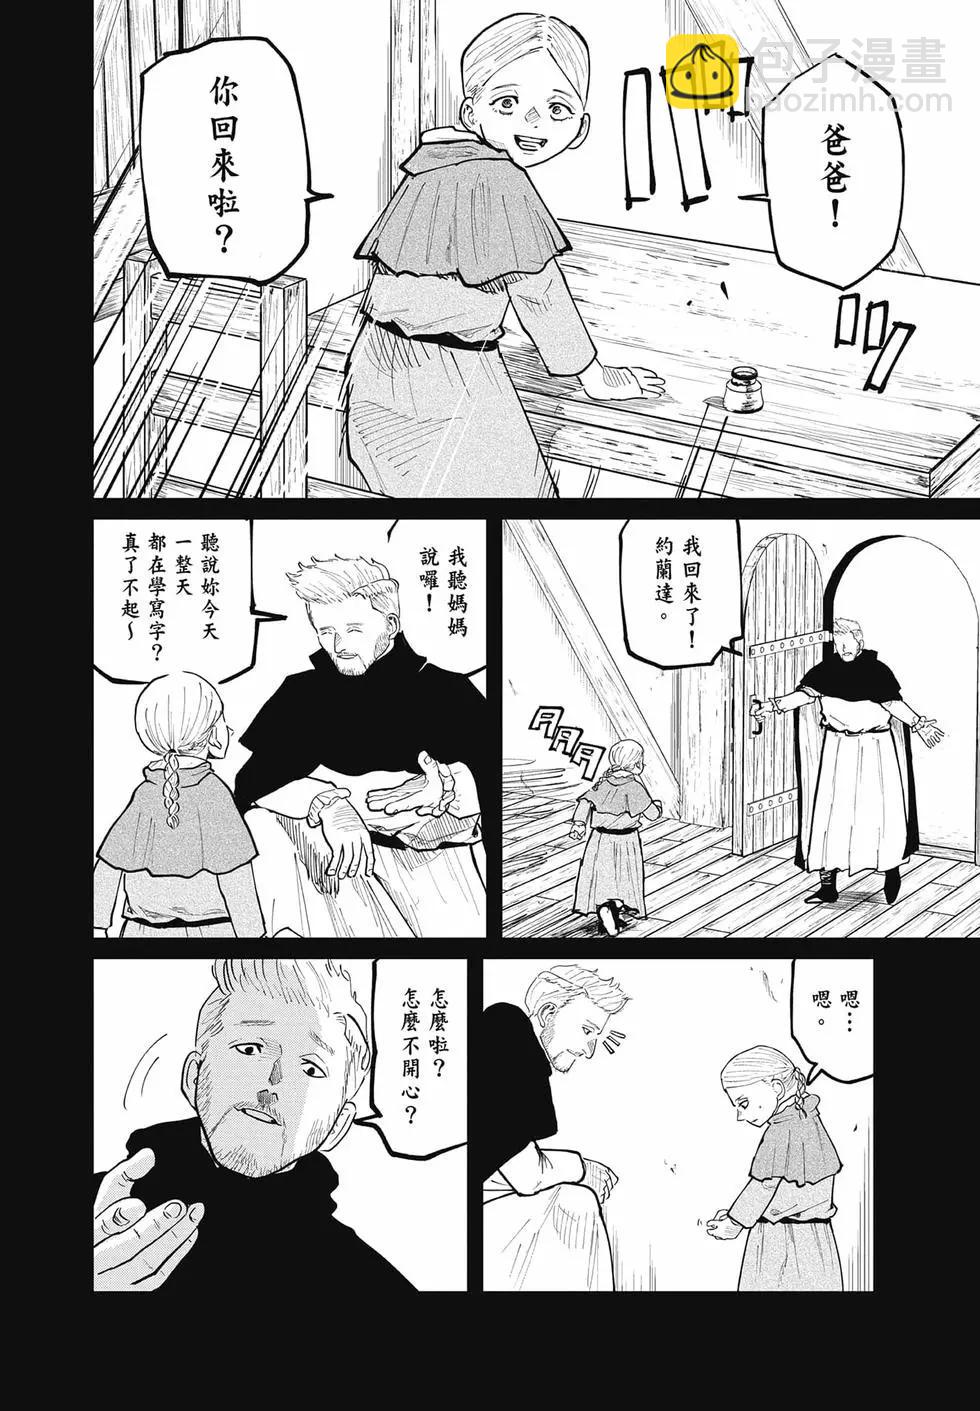 包子漫畫
baozimh.com
爸爸！
你回來啦？
我回來了！
約蘭達。
我聽媽媽
說囉！
聽說妳今天
一整天
都在學寫字？
真了不起～
嗯…
嗯。
怎麼啦？
怎麼不開心？